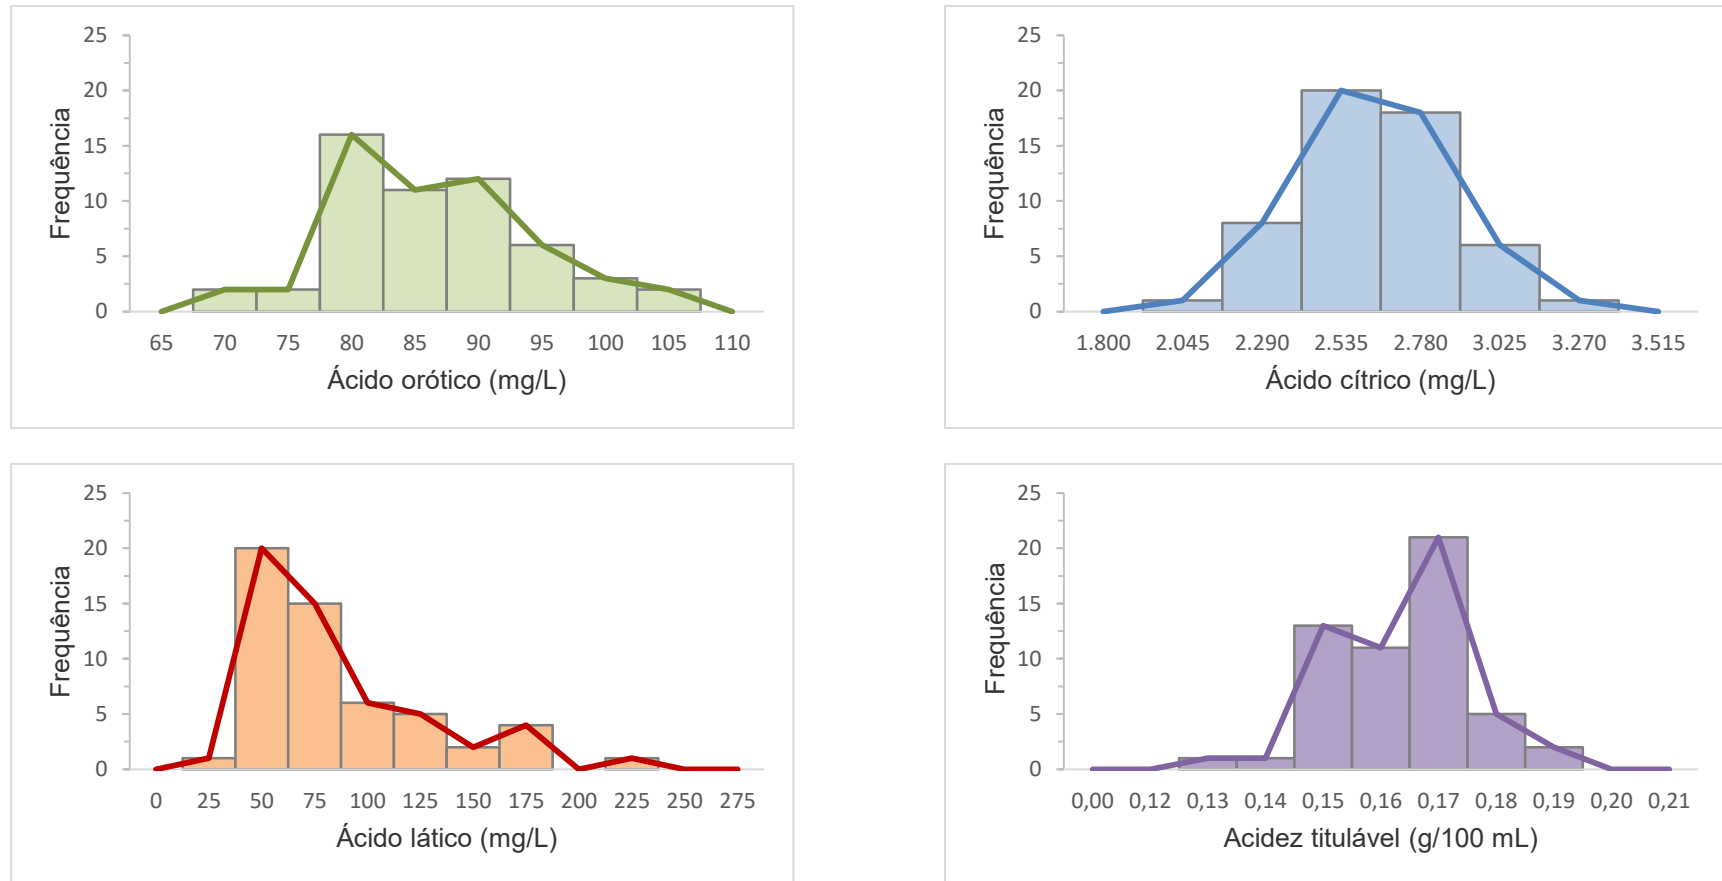 25
20
15
10
5
0
Frequência
65 70 75 80 85 90 95 100 105 110
Ácido orótico (mg/L)
25
20
15
10
5
0
Frequência
1.800 2.045 2.290 2.535 2.780 3.025 3.270 3.515
Ácido cítrico (mg/L)
25
20
15
10
5
0
Frequência
0 25 50 75 100 125 150 175 200 225 250 275
Ácido lático (mg/L)
25
20
15
10
5
0
Frequência
0,00 0,12 0,13 0,14 0,15 0,16 0,17 0,18 0,19 0,20 0,21
Acidez titulável (g/100 mL)